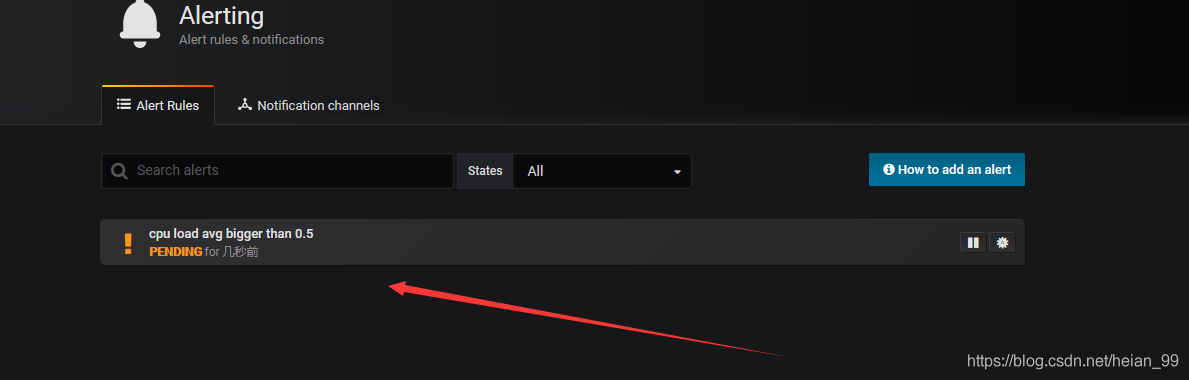 Alerting
Alert rules & notifications
Alert Rules Notification channels
Search alerts States All How to add an alert
cpu load avg bigger than 0.5
PENDING for 几秒前
https://blog.csdn.net/heian_99